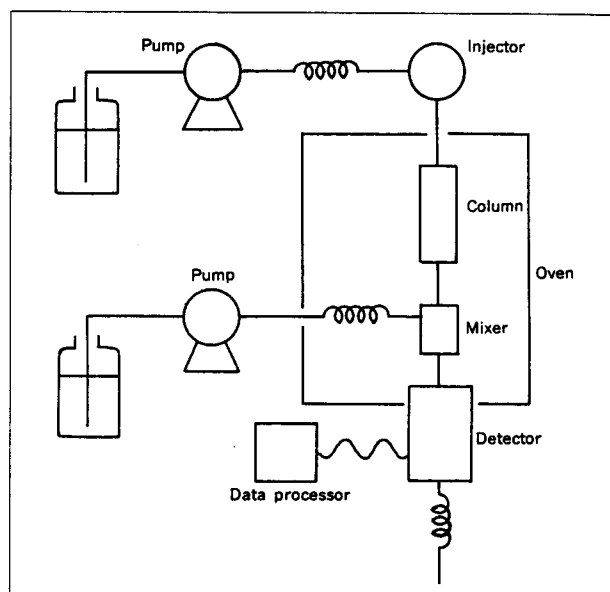 Pump
Injector
Column
Oven
Pump
Mixer
Detector
Data processor